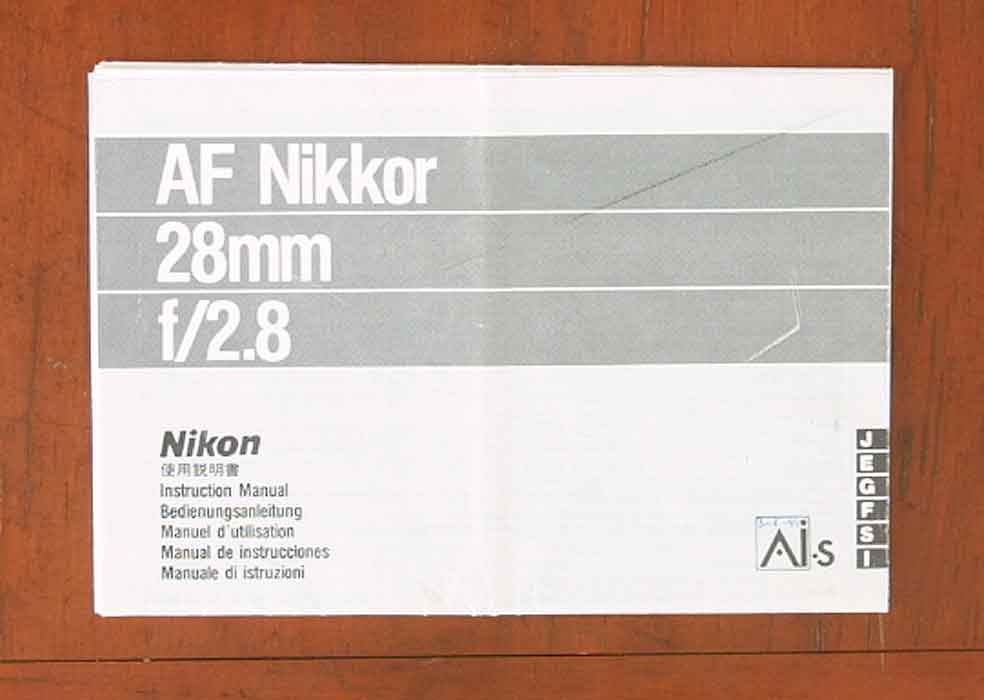 AF Nikkor
28mm
f/2.8
Nikon
使用説明書
Instruction Manual
Bedienungsanleitung
Manuel d'utilisation
Manual de instrucciones
Manuale di istruzioni
Ai-S
J
E
G
F
S
I